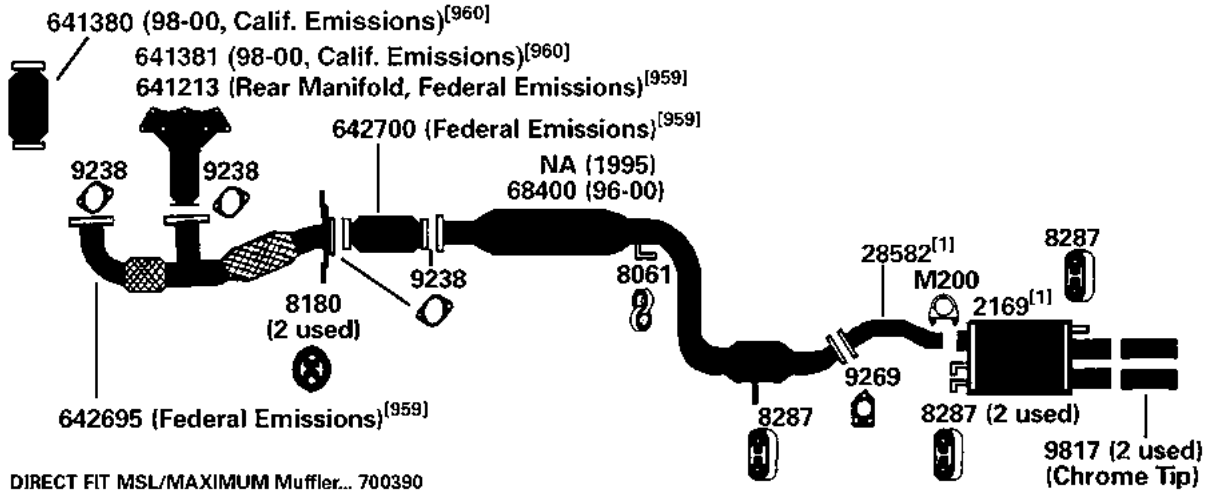 641380 (98-00, Calif. Emissions)[960]
641381 (98-00, Calif. Emissions)[960]
641213 (Rear Manifold, Federal Emissions)[959]
642700 (Federal Emissions)[959]
9238
9238
NA (1995)
68400 (96-00)
8287
28582[1]
9238
8061
M200
8180
(2 used)
2169[1]
9269
642695 (Federal Emissions)[959]
8287
8287 (2 used)
9817 (2 used)
(Chrome Tip)
DIRECT FIT MSL/MAXIMUM Muffler... 700390